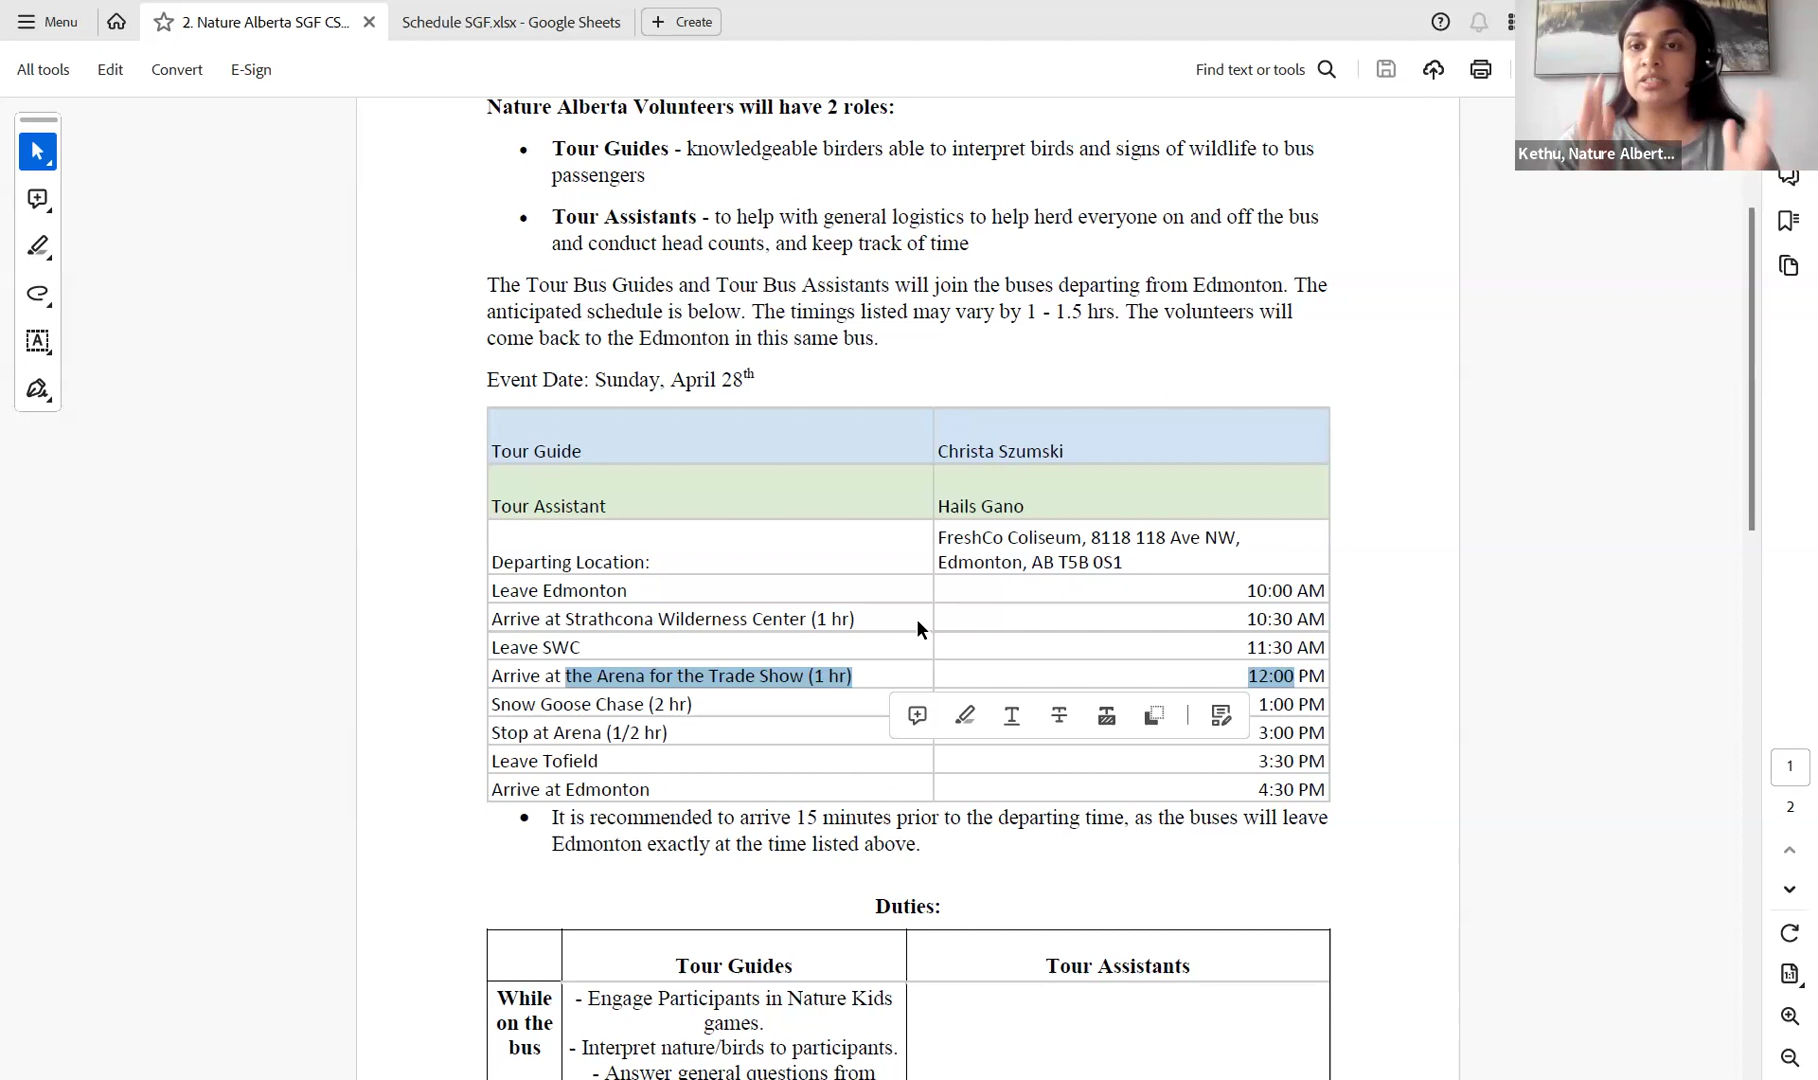 Menu
2. Nature Alberta SGF CS...
Schedule SGF.xlsx - Google Sheets
Create
All tools
Edit
Convert
E-Sign
Find text or tools
Kethu, Nature Albert...
Nature Alberta Volunteers will have 2 roles:
• Tour Guides - knowledgeable birders able to interpret birds and signs of wildlife to bus
passengers
• Tour Assistants - to help with general logistics to help herd everyone on and off the bus
and conduct head counts, and keep track of time
The Tour Bus Guides and Tour Bus Assistants will join the buses departing from Edmonton. The
anticipated schedule is below. The timings listed may vary by 1 - 1.5 hrs. The volunteers will
come back to the Edmonton in this same bus.
Event Date: Sunday, April 28th
Tour Guide Christa Szumski
Tour Assistant Hails Gano
FreshCo Coliseum, 8118 118 Ave NW,
Departing Location: Edmonton, AB T5B 0S1
Leave Edmonton 10:00 AM
Arrive at Strathcona Wilderness Center (1 hr) 10:30 AM
Leave SWC 11:30 AM
Arrive at the Arena for the Trade Show (1 hr) 12:00 PM
Snow Goose Chase (2 hr) 1:00 PM
Stop at Arena (1/2 hr) 3:00 PM
Leave Tofield 3:30 PM
Arrive at Edmonton 4:30 PM
• It is recommended to arrive 15 minutes prior to the departing time, as the buses will leave
Edmonton exactly at the time listed above.
Duties:
Tour Guides Tour Assistants
While
on the
bus
- Engage Participants in Nature Kids
games.
- Interpret nature/birds to participants.
- Answer general questions from
1
2